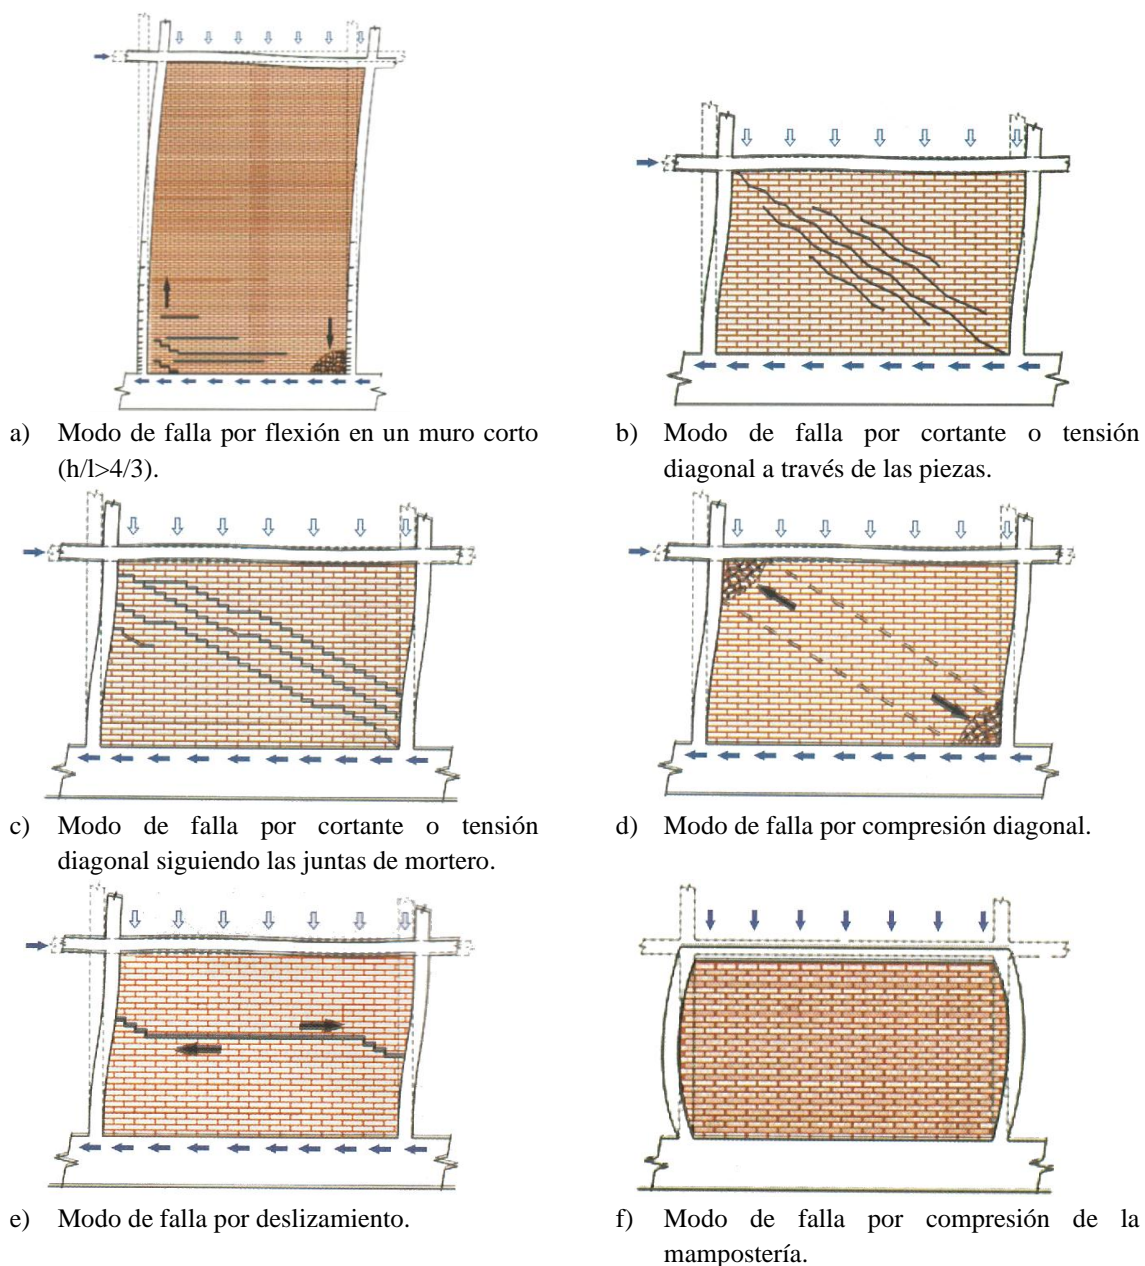 a) Modo de falla por flexión en un muro corto
(h/l>4/3).
b) Modo de falla por cortante o tensión
diagonal a través de las piezas.
c) Modo de falla por cortante o tensión
diagonal siguiendo las juntas de mortero.
d) Modo de falla por compresión diagonal.
e) Modo de falla por deslizamiento.
f) Modo de falla por compresión de la
mampostería.